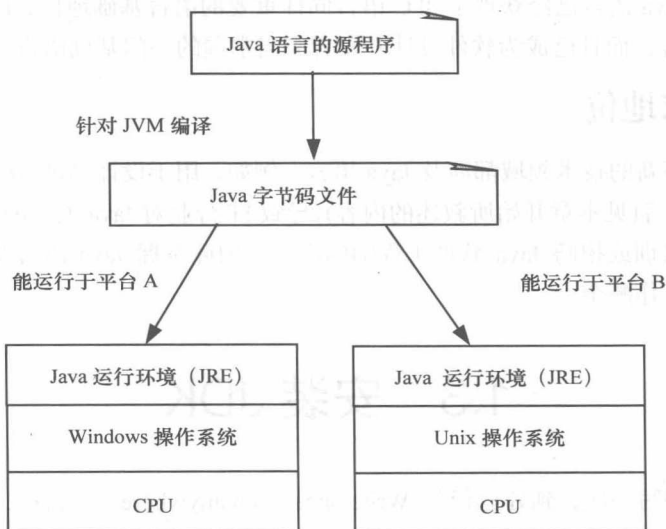 Java 语言的源程序
针对 JVM 编译
Java 字节码文件
能运行于平台 A
能运行于平台 B
Java 运行环境（JRE）
Java 运行环境（JRE）
Windows 操作系统
Unix 操作系统
CPU
CPU